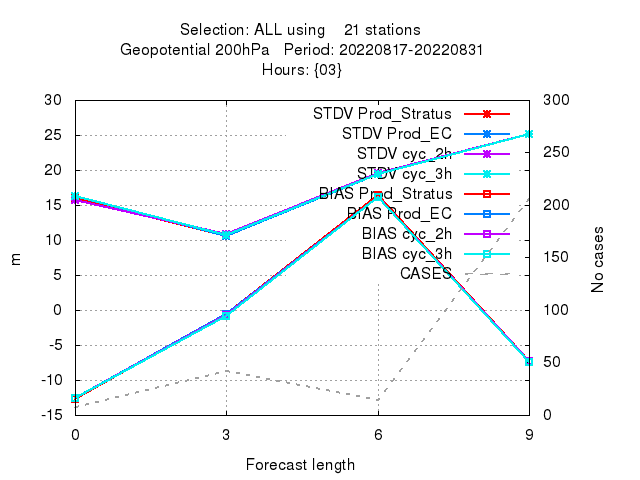 Selection: ALL using    21 stations
Geopotential 200hPa   Period: 20220817-20220831
Hours: {03}
30
25
20
15
10
5
0
-5
-10
-15
m
300
250
200
150
100
50
0
No cases
STDV Prod_Stratus
STDV Prod_EC
STDV cyc_2h
STDV cyc_3h
BIAS Prod_Stratus
BIAS Prod_EC
BIAS cyc_2h
BIAS cyc_3h
CASES
0 3 6 9
Forecast length